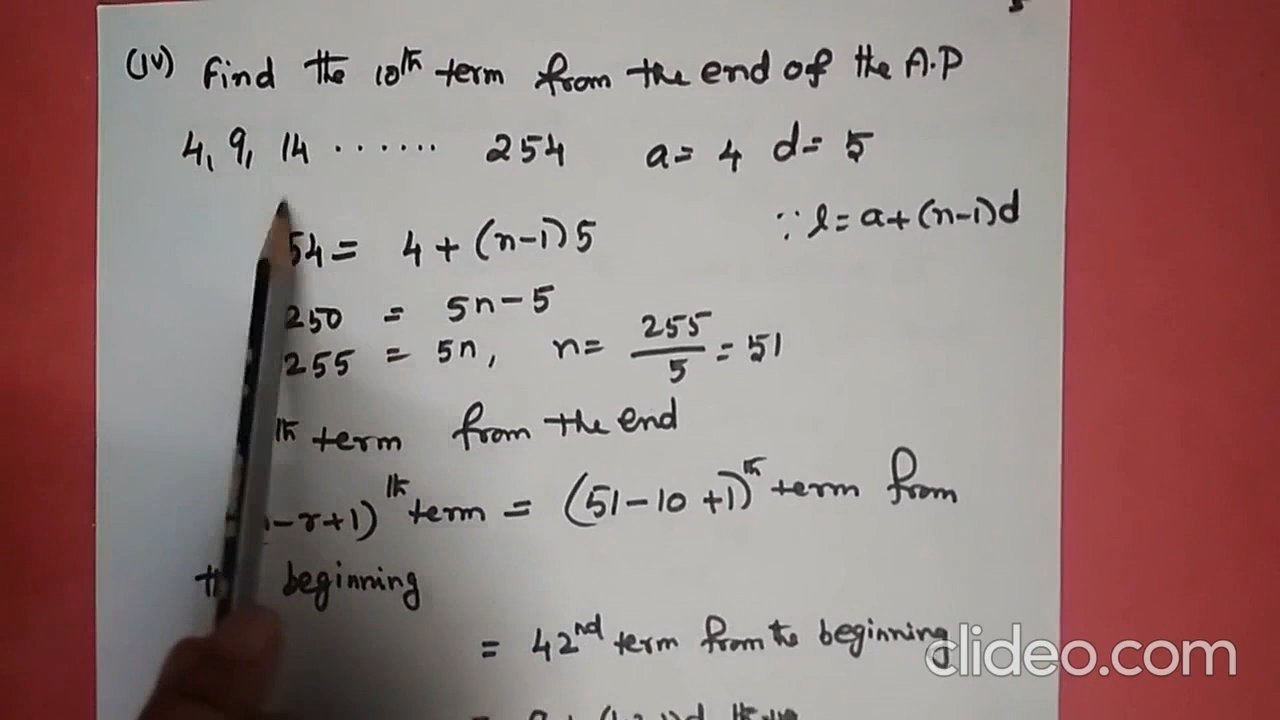 (iv) Find the 10th term from the end of the A.P
4, 9, 14 ...... 254 a = 4 d = 5
54 = 4 + (n-1)5 ∵ l = a+(n-1)d
250 = 5n-5
255 = 5n, n = 255/5 = 51
th term from the end
-r+1)th term = (51-10+1)th term from
beginning
= 42nd term from the beginning
clideo.com